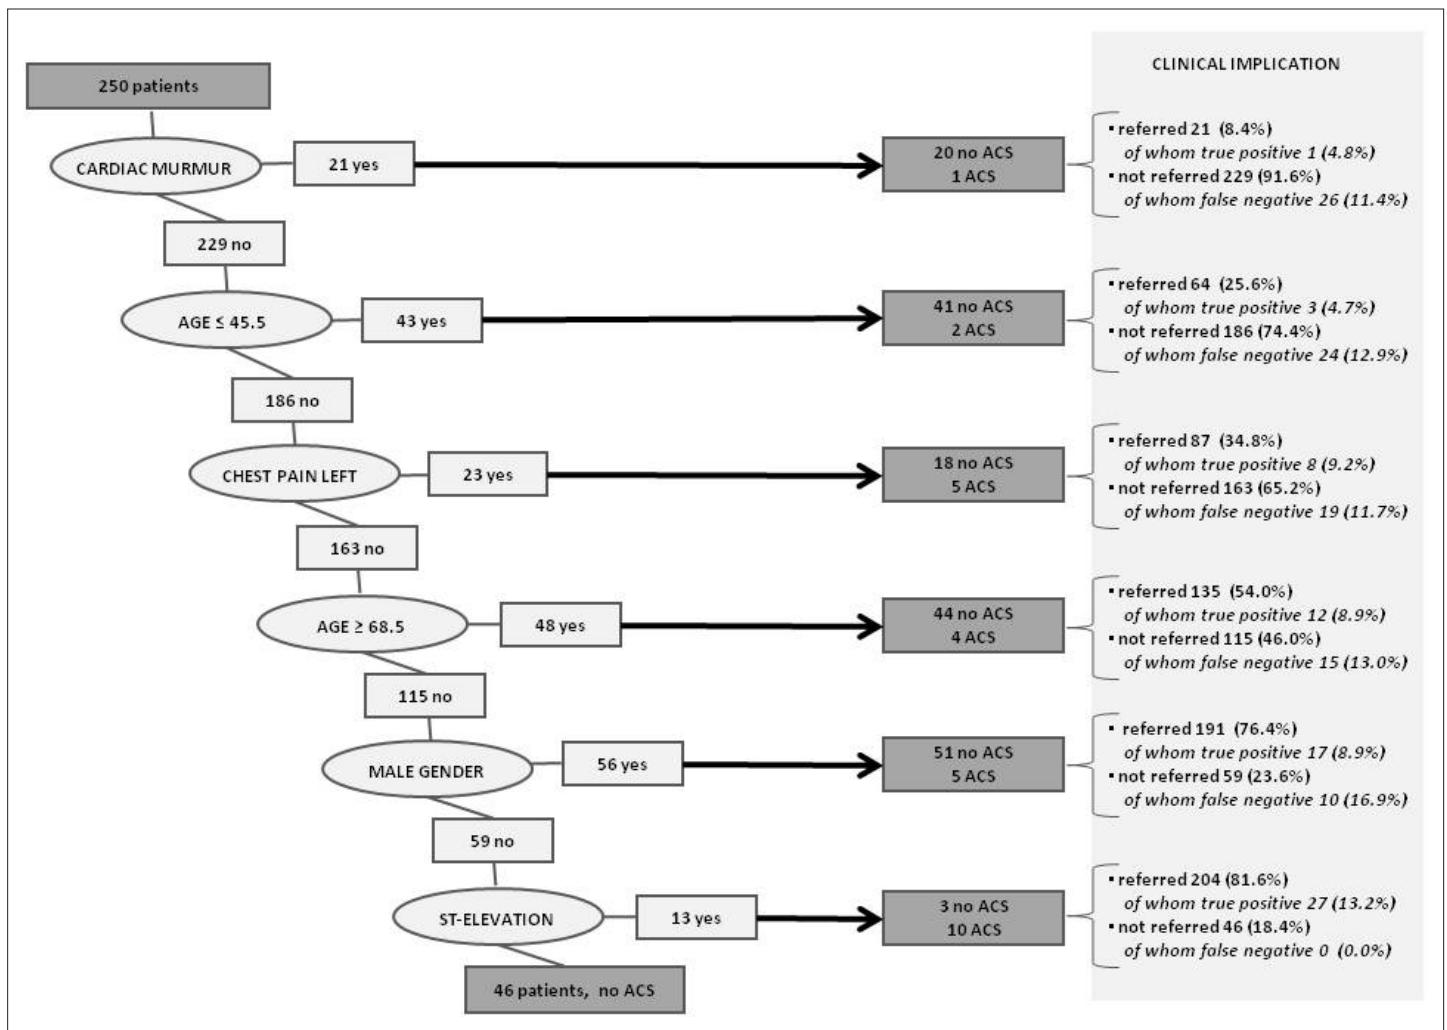 CLINICAL IMPLICATION
250 patients
CARDIAC MURMUR
21 yes
20 no ACS
1 ACS
▪ referred 21 (8.4%)
of whom true positive 1 (4.8%)
▪ not referred 229 (91.6%)
of whom false negative 26 (11.4%)
229 no
AGE ≤ 45.5
43 yes
41 no ACS
2 ACS
▪ referred 64 (25.6%)
of whom true positive 3 (4.7%)
▪ not referred 186 (74.4%)
of whom false negative 24 (12.9%)
186 no
CHEST PAIN LEFT
23 yes
18 no ACS
5 ACS
▪ referred 87 (34.8%)
of whom true positive 8 (9.2%)
▪ not referred 163 (65.2%)
of whom false negative 19 (11.7%)
163 no
AGE ≥ 68.5
48 yes
44 no ACS
4 ACS
▪ referred 135 (54.0%)
of whom true positive 12 (8.9%)
▪ not referred 115 (46.0%)
of whom false negative 15 (13.0%)
115 no
MALE GENDER
56 yes
51 no ACS
5 ACS
▪ referred 191 (76.4%)
of whom true positive 17 (8.9%)
▪ not referred 59 (23.6%)
of whom false negative 10 (16.9%)
59 no
ST-ELEVATION
13 yes
3 no ACS
10 ACS
▪ referred 204 (81.6%)
of whom true positive 27 (13.2%)
▪ not referred 46 (18.4%)
of whom false negative 0 (0.0%)
46 patients, no ACS